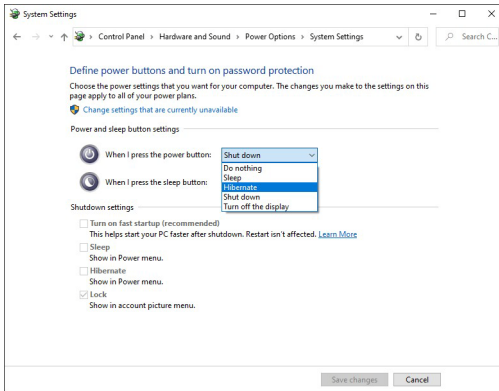 System Settings
Control Panel > Hardware and Sound > Power Options > System Settings
Search C...
Define power buttons and turn on password protection
Choose the power settings that you want for your computer. The changes you make to the settings on this
page apply to all of your power plans.
Change settings that are currently unavailable
Power and sleep button settings
When I press the power button: Shut down
Do nothing
Sleep
When I press the sleep button: Hibernate
Shut down
Turn off the display
Shutdown settings
Turn on fast startup (recommended)
This helps start your PC faster after shutdown. Restart isn't affected. Learn More
Sleep
Show in Power menu.
Hibernate
Show in Power menu.
Lock
Show in account picture menu.
Save changes Cancel